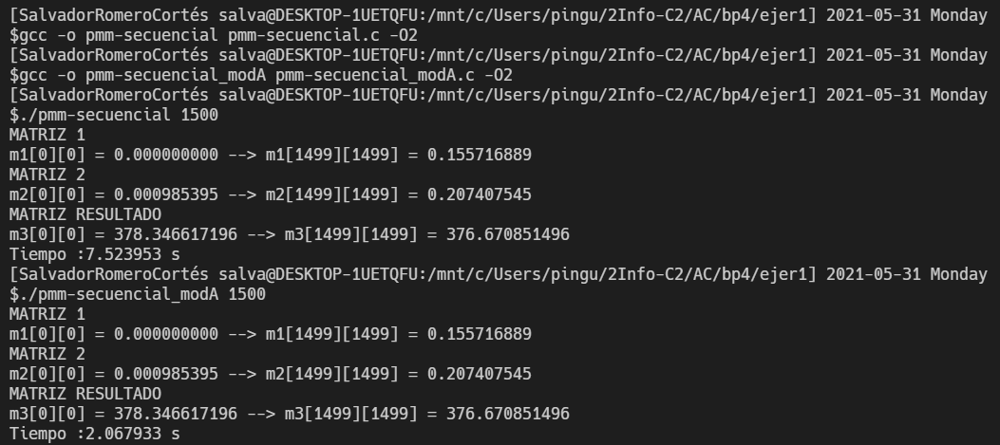 [SalvadorRomeroCortés salva@DESKTOP-1UETQFU:/mnt/c/Users/pingu/2Info-C2/AC/bp4/ejer1] 2021-05-31 Monday
$gcc -o pmm-secuencial pmm-secuencial.c -O2
[SalvadorRomeroCortés salva@DESKTOP-1UETQFU:/mnt/c/Users/pingu/2Info-C2/AC/bp4/ejer1] 2021-05-31 Monday
$gcc -o pmm-secuencial_modA pmm-secuencial_modA.c -O2
[SalvadorRomeroCortés salva@DESKTOP-1UETQFU:/mnt/c/Users/pingu/2Info-C2/AC/bp4/ejer1] 2021-05-31 Monday
$./pmm-secuencial 1500
MATRIZ 1
m1[0][0] = 0.000000000 --> m1[1499][1499] = 0.155716889
MATRIZ 2
m2[0][0] = 0.000985395 --> m2[1499][1499] = 0.207407545
MATRIZ RESULTADO
m3[0][0] = 378.346617196 --> m3[1499][1499] = 376.670851496
Tiempo :7.523953 s
[SalvadorRomeroCortés salva@DESKTOP-1UETQFU:/mnt/c/Users/pingu/2Info-C2/AC/bp4/ejer1] 2021-05-31 Monday
$./pmm-secuencial_modA 1500
MATRIZ 1
m1[0][0] = 0.000000000 --> m1[1499][1499] = 0.155716889
MATRIZ 2
m2[0][0] = 0.000985395 --> m2[1499][1499] = 0.207407545
MATRIZ RESULTADO
m3[0][0] = 378.346617196 --> m3[1499][1499] = 376.670851496
Tiempo :2.067933 s